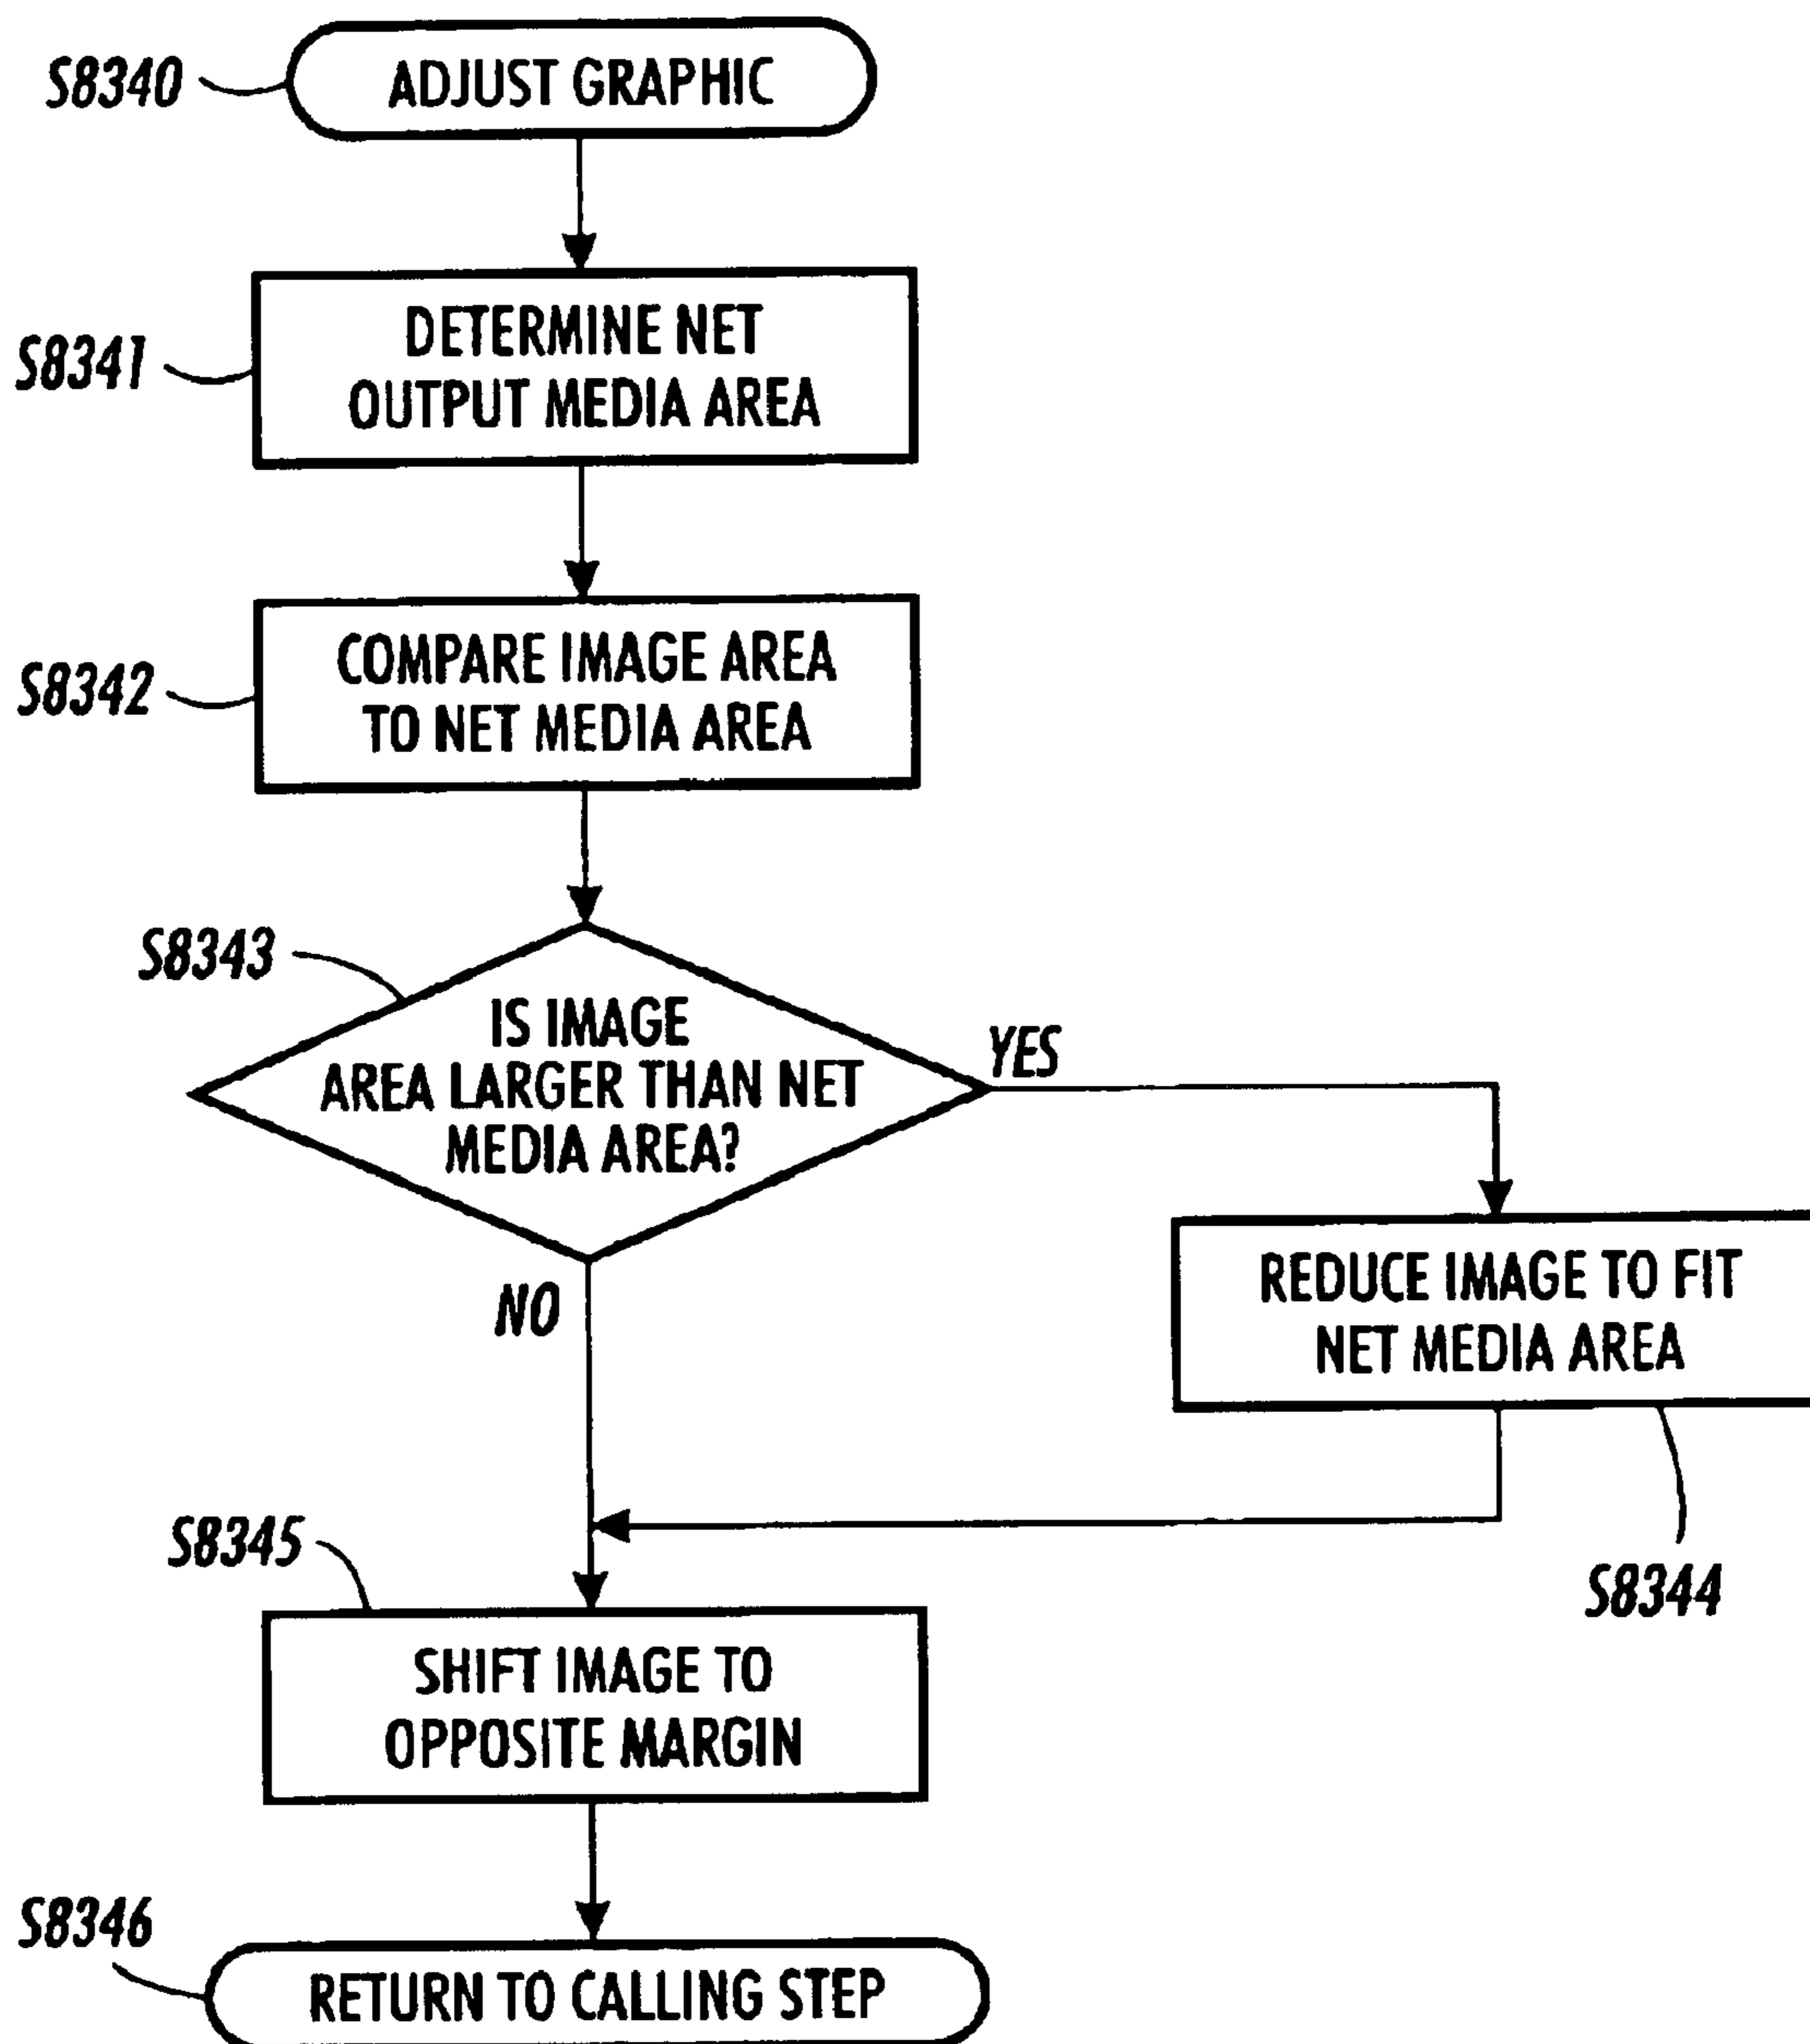 S8340
ADJUST GRAPHIC
S8341
DETERMINE NET
OUTPUT MEDIA AREA
S8342
COMPARE IMAGE AREA
TO NET MEDIA AREA
S8343
IS IMAGE
AREA LARGER THAN NET
MEDIA AREA?
YES
NO
REDUCE IMAGE TO FIT
NET MEDIA AREA
S8344
S8345
SHIFT IMAGE TO
OPPOSITE MARGIN
S8346
RETURN TO CALLING STEP